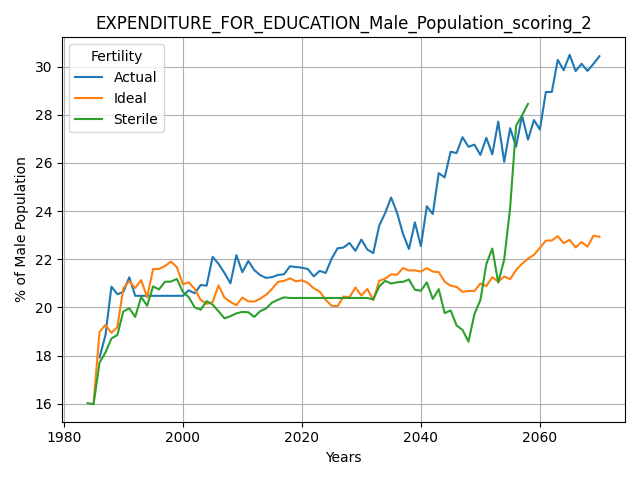 EXPENDITURE_FOR_EDUCATION_Male_Population_scoring_2
Fertility
Actual
Ideal
Sterile
% of Male Population
30
28
26
24
22
20
18
16
1980
2000
2020
2040
2060
Years